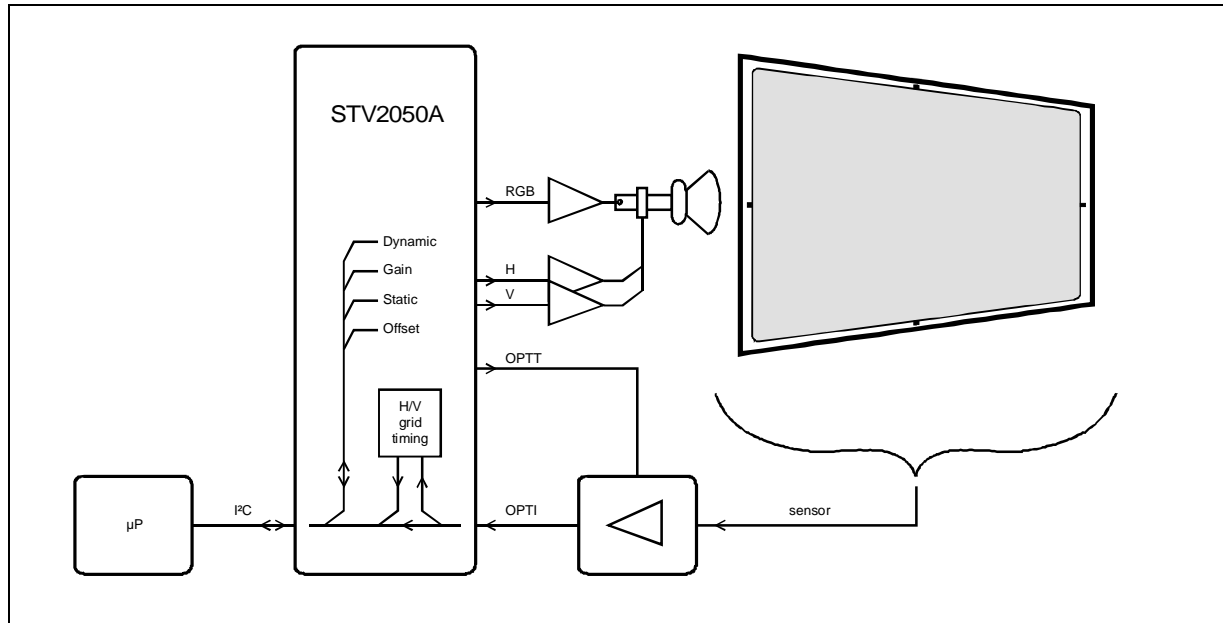 STV2050A
RGB
Dynamic
Gain
H
Static
V
Offset
OPTT
H/V
grid
timing
µP
I²C
OPTI
sensor